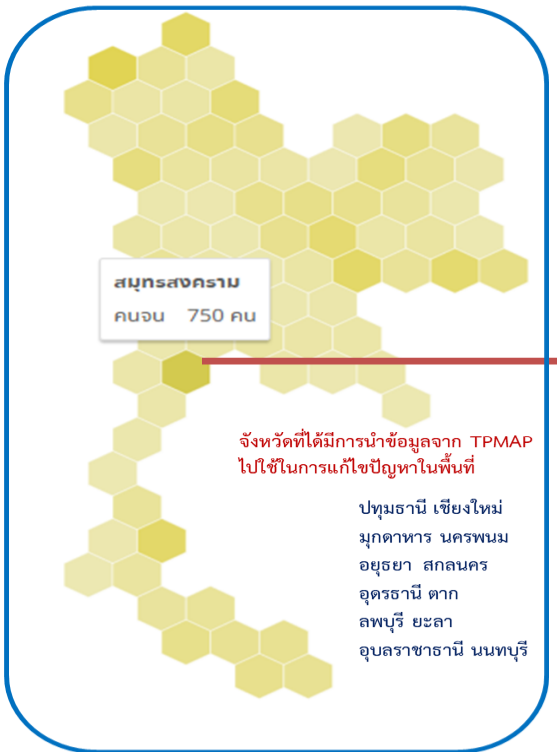 สมุทรสงคราม
คนจน 750 คน
จังหวัดที่ได้มีการนำข้อมูลจาก TPMAP
ไปใช้ในการแก้ไขปัญหาในพื้นที่
ปทุมธานี เชียงใหม่
มุกดาหาร นครพนม
อยุธยา สกลนคร
อุดรธานี ตาก
ลพบุรี ยะลา
อุบลราชาธานี นนทบุรี